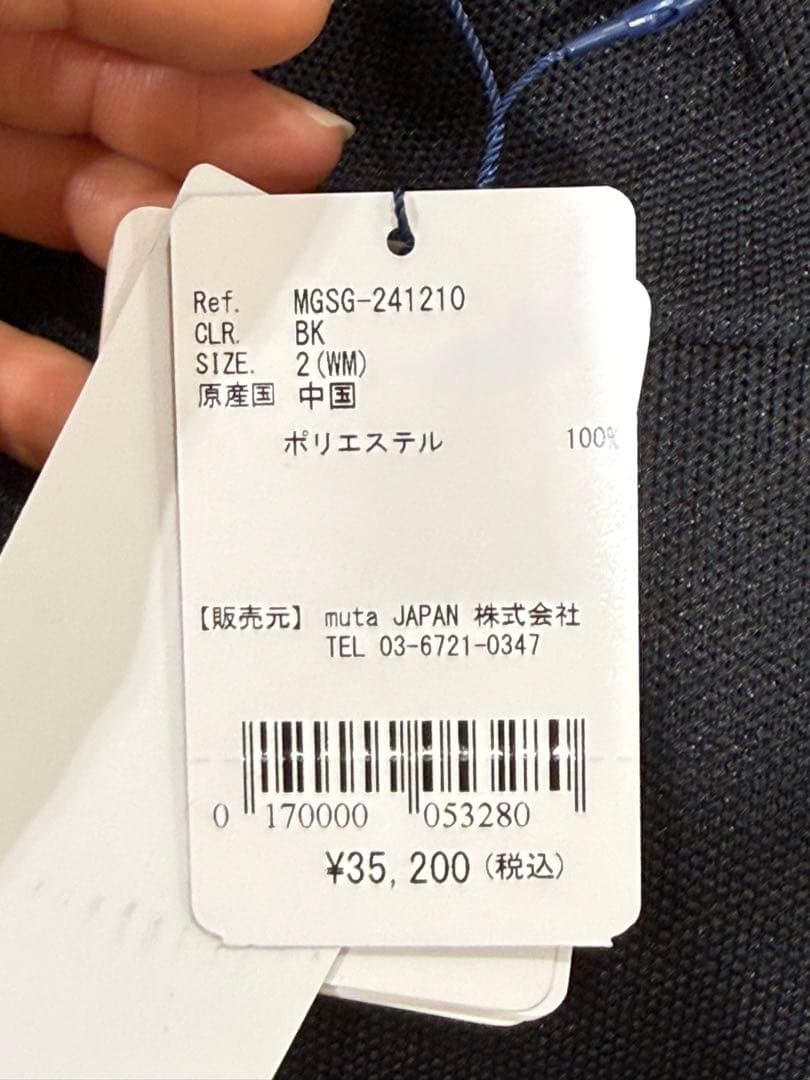 Ref. MGSG-241210
CLR. BK
SIZE. 2(WM)
原産国 中国
ポリエステル 100%
【販売元】 muta JAPAN 株式会社
TEL 03-6721-0347
0 170000 053280
¥35,200(税込)